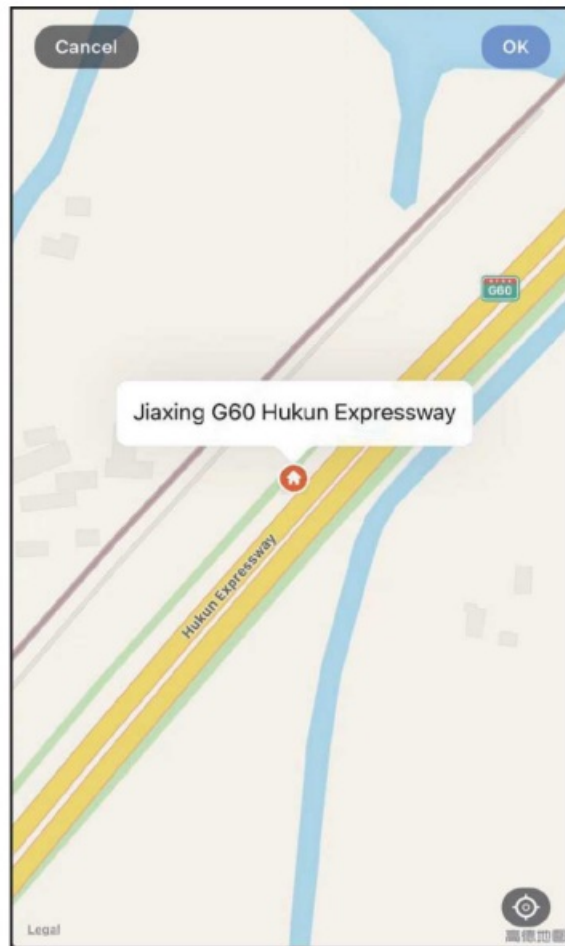 Cancel
OK
G60
Jiaxing G60 Hukun Expressway
Hukun Expressway
Legal
高德地图